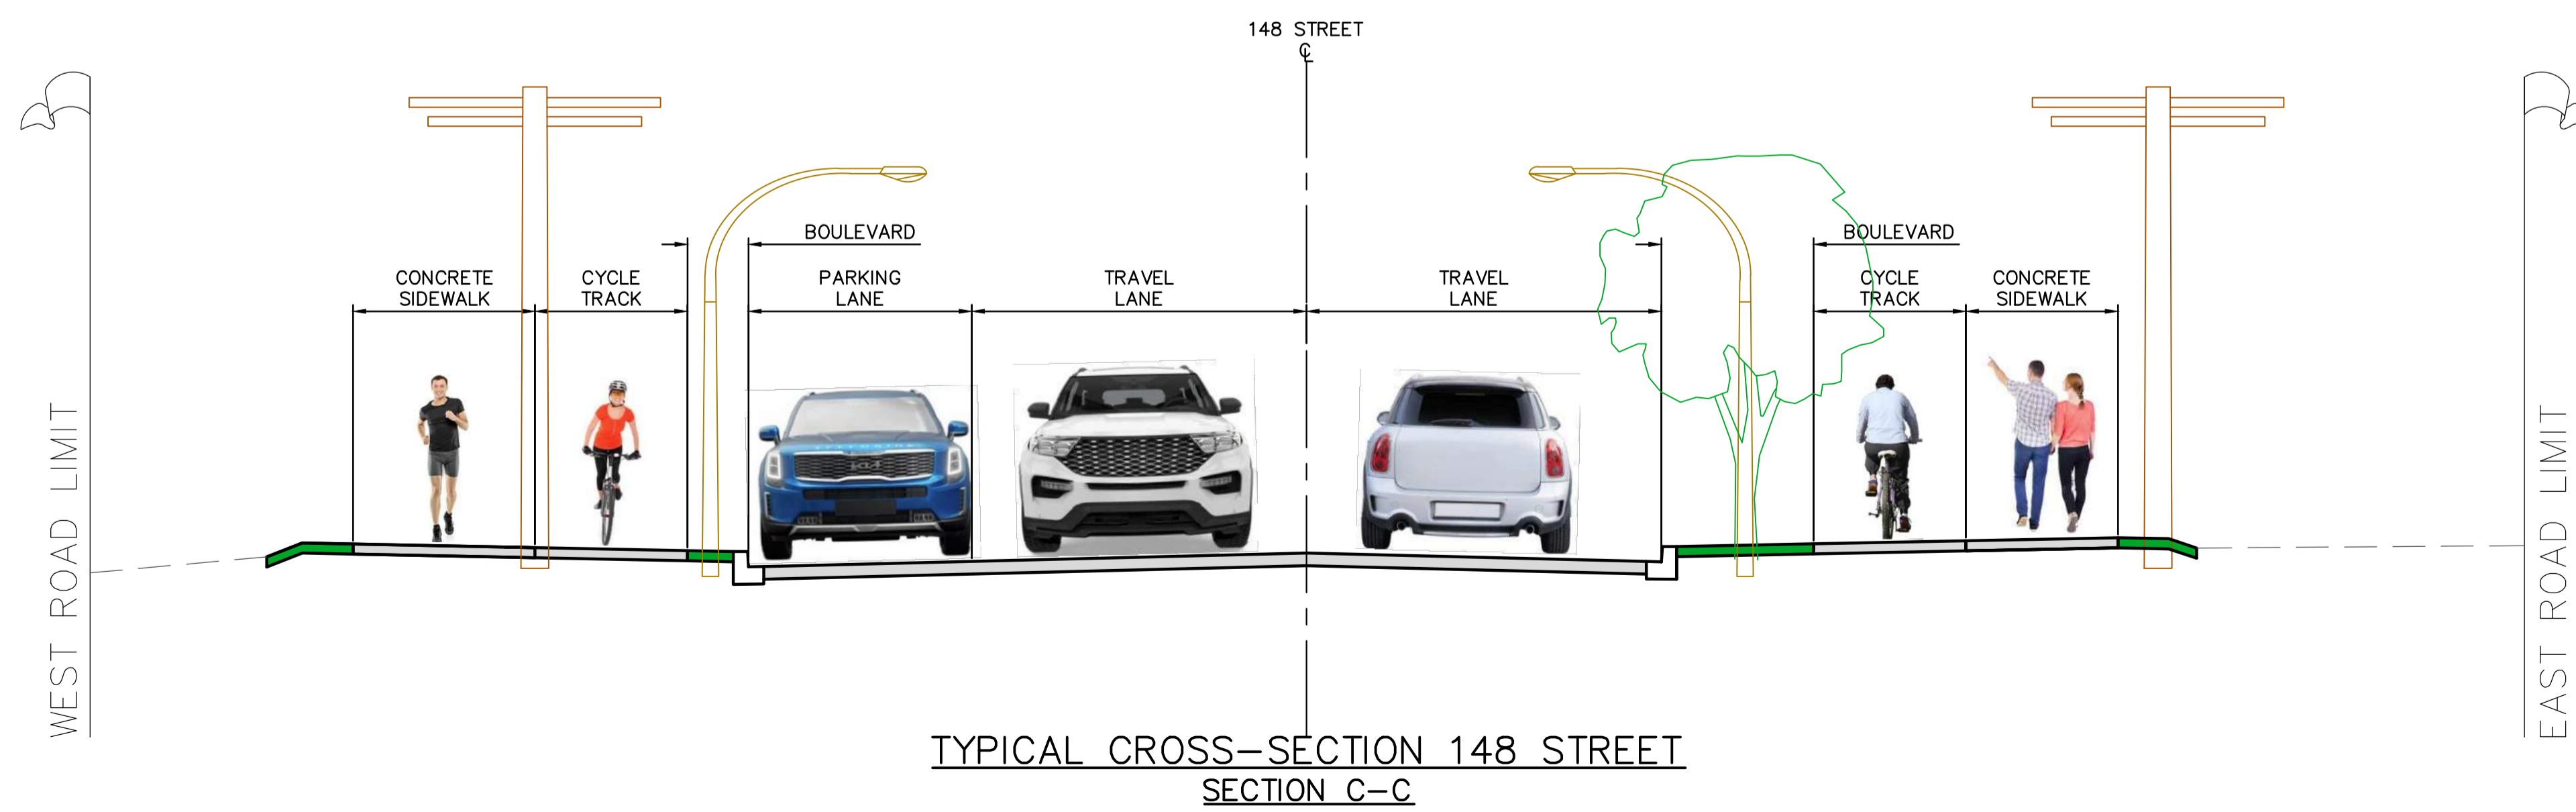 148 STREET
℄
BOULEVARD
BOULEVARD
CONCRETE
SIDEWALK
CYCLE
TRACK
PARKING
LANE
TRAVEL
LANE
TRAVEL
LANE
CYCLE
TRACK
CONCRETE
SIDEWALK
WEST ROAD LIMIT
EAST ROAD LIMIT
KIA
TYPICAL CROSS–SECTION 148 STREET
SECTION C–C